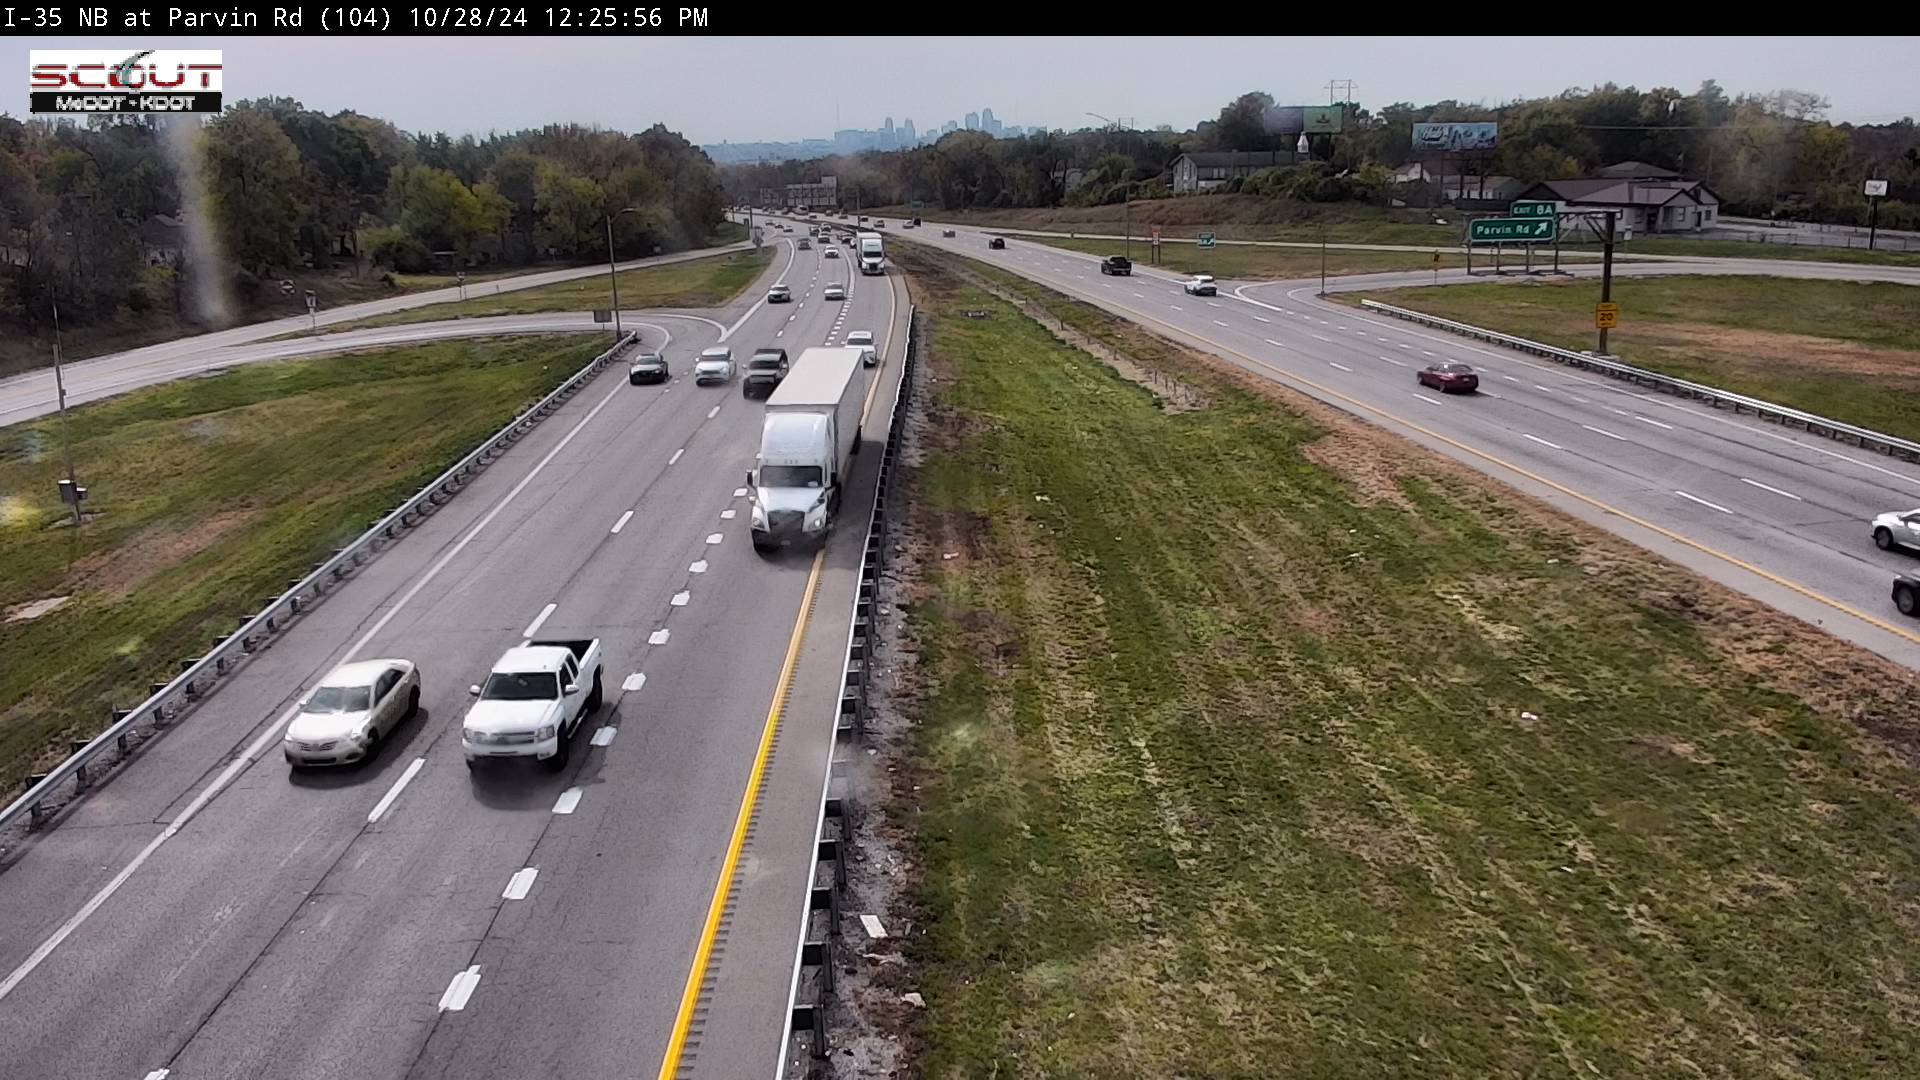 I-35 NB at Parvin Rd (104) 10/28/24 12:25:56 PM
SCOUT
MoDOT - KDOT
EXIT 8A
Parvin Rd
20